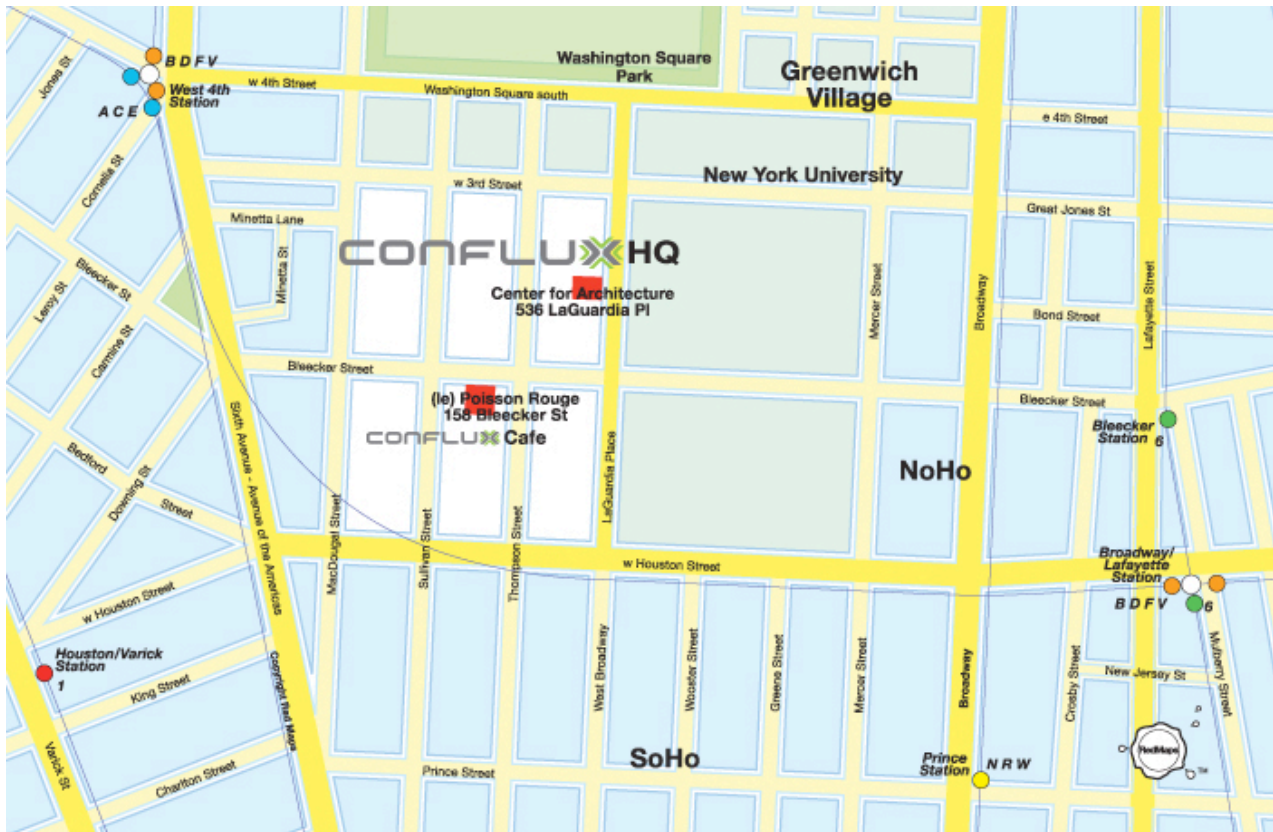 Jones St
B D F V
West 4th
Station
A C E
w 4th Street
Washington Square south
Washington Square
Park
Greenwich
Village
e 4th Street
Cornelia St
w 3rd Street
New York University
Minetta Lane
Great Jones St
CONFLUX HQ
Bleecker St
Minetta St
Leroy St
Center for Architecture
536 LaGuardia Pl
Mercer Street
Broadway
Lafayette Street
Bond Street
Carmine St
Bleecker Street
(le) Poisson Rouge
158 Bleecker St
CONFLUX Cafe
Bleecker Street
Bleecker
Station 6
Sixth Avenue - Avenue of the Americas
LaGuardia Place
NoHo
Bedford
Street
Downing St
MacDougal Street
Sullivan Street
Thompson Street
w Houston Street
Broadway/
Lafayette
Station
B D F V
6
w Houston Street
Houston/Varick
Station
1
King Street
Copyright Red Maps
West Broadway
Wooster Street
Greene Street
Mercer Street
Broadway
Crosby Street
New Jersey St
Mulberry Street
Varick St
Charlton Street
Prince Street
SoHo
Prince
Station
N R W
RedMaps
TM